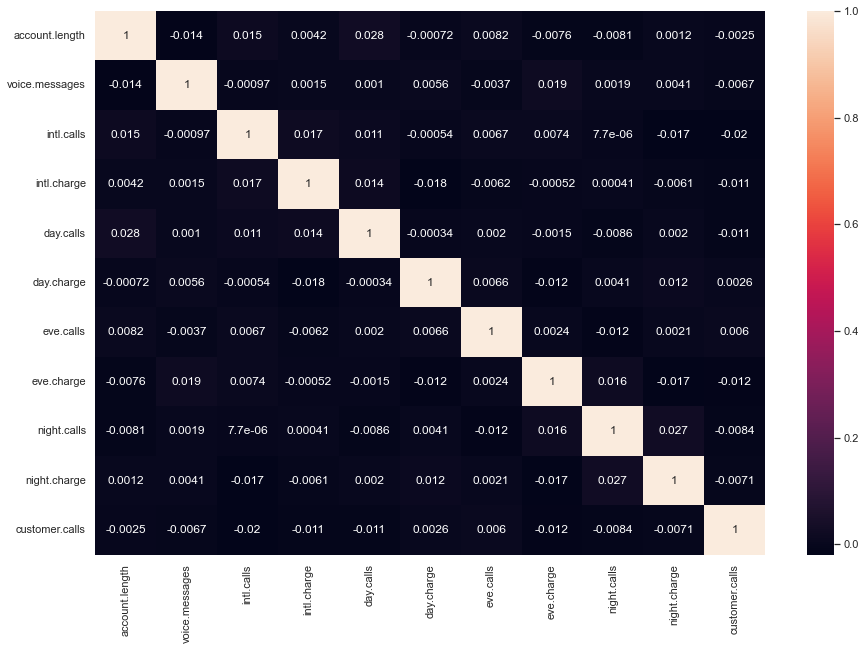 account.length 1 -0.014 0.015 0.0042 0.028 -0.00072 0.0082 -0.0076 -0.0081 0.0012 -0.0025
voice.messages -0.014 1 -0.00097 0.0015 0.001 0.0056 -0.0037 0.019 0.0019 0.0041 -0.0067
intl.calls 0.015 -0.00097 1 0.017 0.011 -0.00054 0.0067 0.0074 7.7e-06 -0.017 -0.02
intl.charge 0.0042 0.0015 0.017 1 0.014 -0.018 -0.0062 -0.00052 0.00041 -0.0061 -0.011
day.calls 0.028 0.001 0.011 0.014 1 -0.00034 0.002 -0.0015 -0.0086 0.002 -0.011
day.charge -0.00072 0.0056 -0.00054 -0.018 -0.00034 1 0.0066 -0.012 0.0041 0.012 0.0026
eve.calls 0.0082 -0.0037 0.0067 -0.0062 0.002 0.0066 1 0.0024 -0.012 0.0021 0.006
eve.charge -0.0076 0.019 0.0074 -0.00052 -0.0015 -0.012 0.0024 1 0.016 -0.017 -0.012
night.calls -0.0081 0.0019 7.7e-06 0.00041 -0.0086 0.0041 -0.012 0.016 1 0.027 -0.0084
night.charge 0.0012 0.0041 -0.017 -0.0061 0.002 0.012 0.0021 -0.017 0.027 1 -0.0071
customer.calls -0.0025 -0.0067 -0.02 -0.011 -0.011 0.0026 0.006 -0.012 -0.0084 -0.0071 1
account.length
voice.messages
intl.calls
intl.charge
day.calls
day.charge
eve.calls
eve.charge
night.calls
night.charge
customer.calls
1.0
0.8
0.6
0.4
0.2
0.0